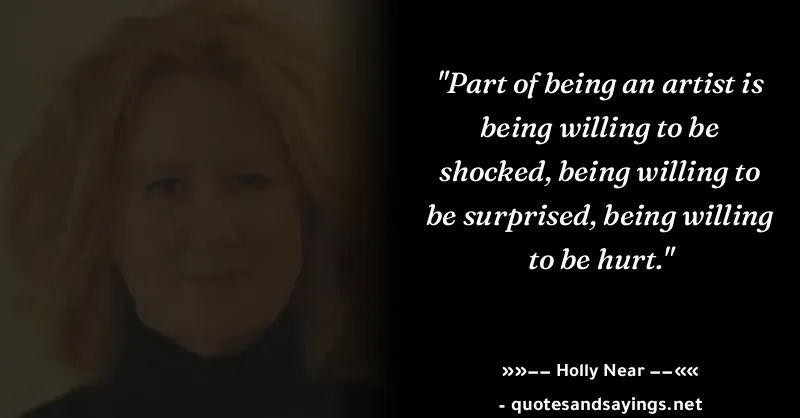 "Part of being an artist is
being willing to be
shocked, being willing to
be surprised, being willing
to be hurt."
»»–– Holly Near ––««
- quotesandsayings.net